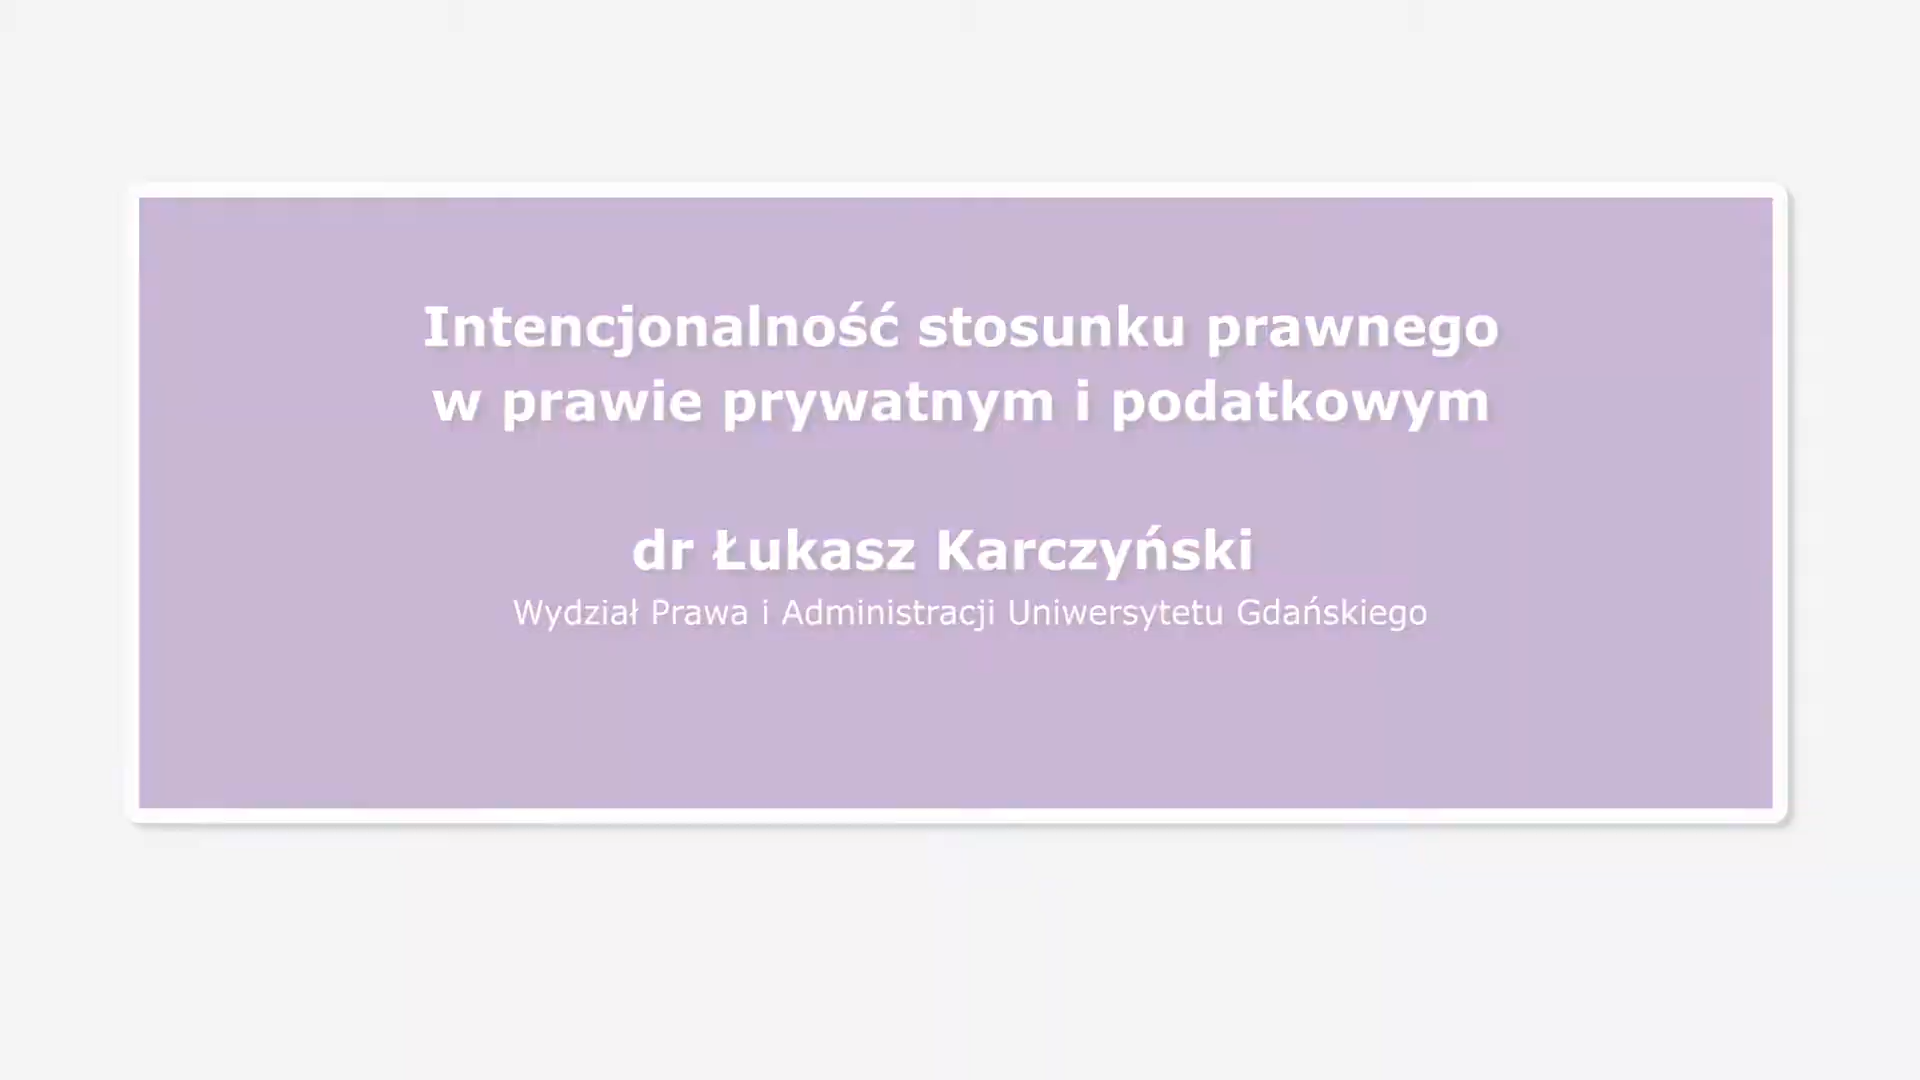 Intencjonalność stosunku prawnego
w prawie prywatnym i podatkowym
dr Łukasz Karczyński
Wydział Prawa i Administracji Uniwersytetu Gdańskiego